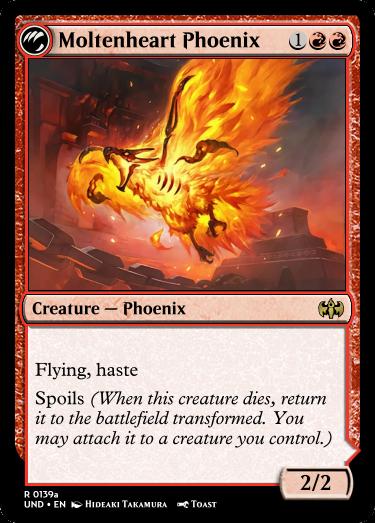 Moltenheart Phoenix 1
Creature — Phoenix
Flying, haste
Spoils (When this creature dies, return
it to the battlefield transformed. You
may attach it to a creature you control.)
2/2
R 0139a
UND • EN Hideaki Takamura Toast